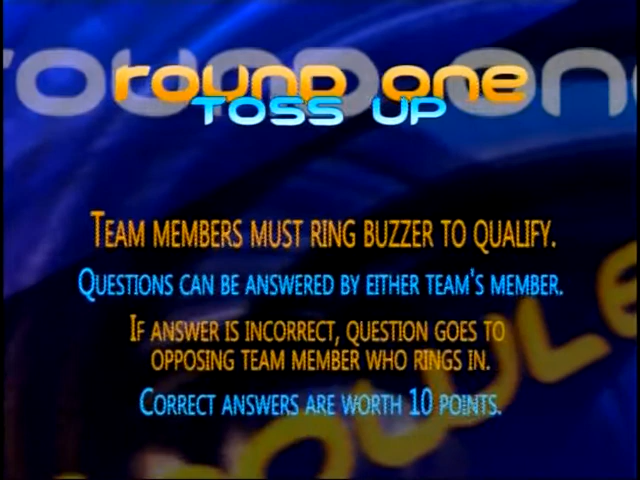 ROUND ONE
TOSS UP
TEAM MEMBERS MUST RING BUZZER TO QUALIFY.
QUESTIONS CAN BE ANSWERED BY EITHER TEAM'S MEMBER.
IF ANSWER IS INCORRECT, QUESTION GOES TO
OPPOSING TEAM MEMBER WHO RINGS IN.
CORRECT ANSWERS ARE WORTH 10 POINTS.